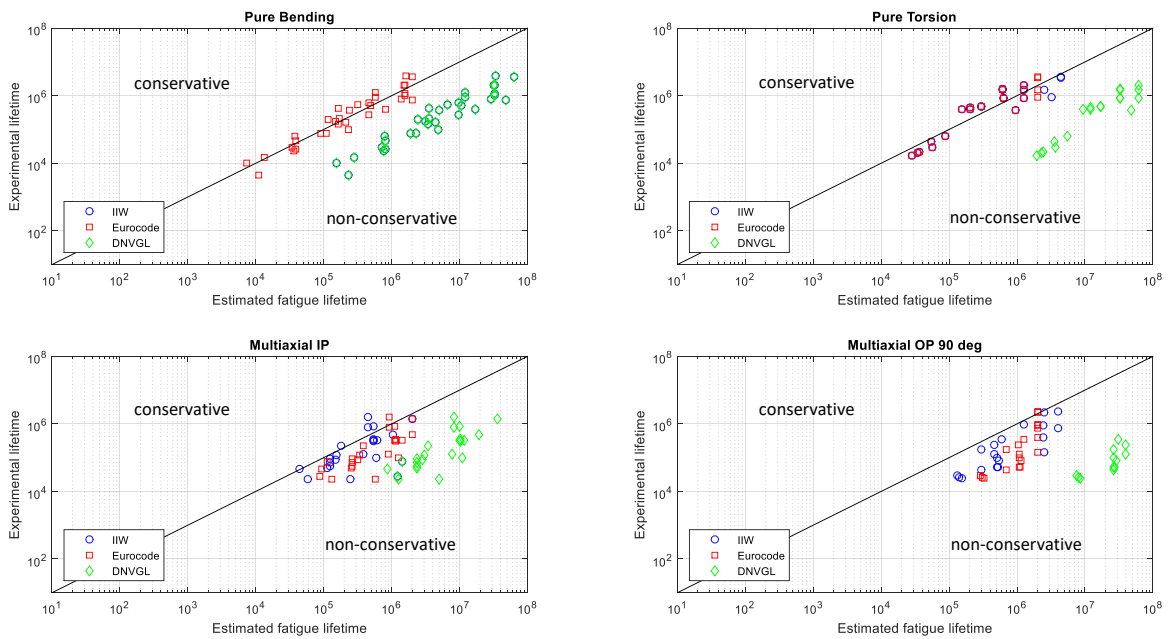 Pure Bending
10^8
10^6
10^4
10^2
Experimental lifetime
conservative
non-conservative
IIW
Eurocode
DNVGL
10^1 10^2 10^3 10^4 10^5 10^6 10^7 10^8
Estimated fatigue lifetime
Pure Torsion
10^8
10^6
10^4
10^2
Experimental lifetime
conservative
non-conservative
IIW
Eurocode
DNVGL
10^1 10^2 10^3 10^4 10^5 10^6 10^7 10^8
Estimated fatigue lifetime
Multiaxial IP
10^8
10^6
10^4
10^2
Experimental lifetime
conservative
non-conservative
IIW
Eurocode
DNVGL
10^1 10^2 10^3 10^4 10^5 10^6 10^7 10^8
Estimated fatigue lifetime
Multiaxial OP 90 deg
10^8
10^6
10^4
10^2
Experimental lifetime
conservative
non-conservative
IIW
Eurocode
DNVGL
10^1 10^2 10^3 10^4 10^5 10^6 10^7 10^8
Estimated fatigue lifetime